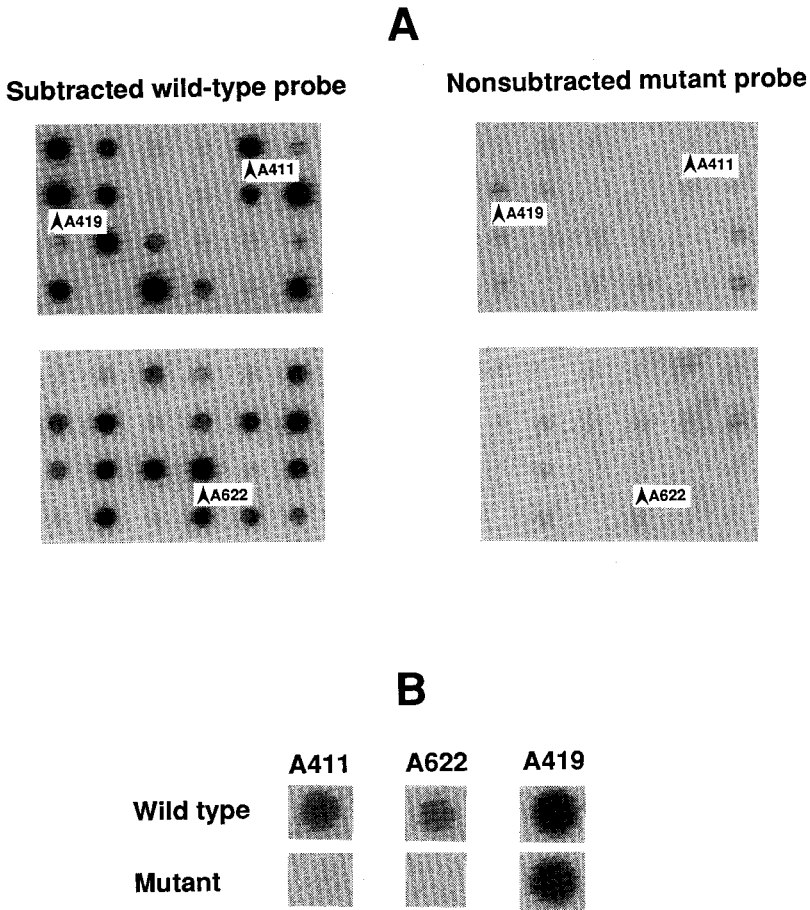 A
Subtracted wild-type probe
Nonsubtracted mutant probe
A411
A419
A411
A419
A622
A622
B
A411 A622 A419
Wild type
Mutant